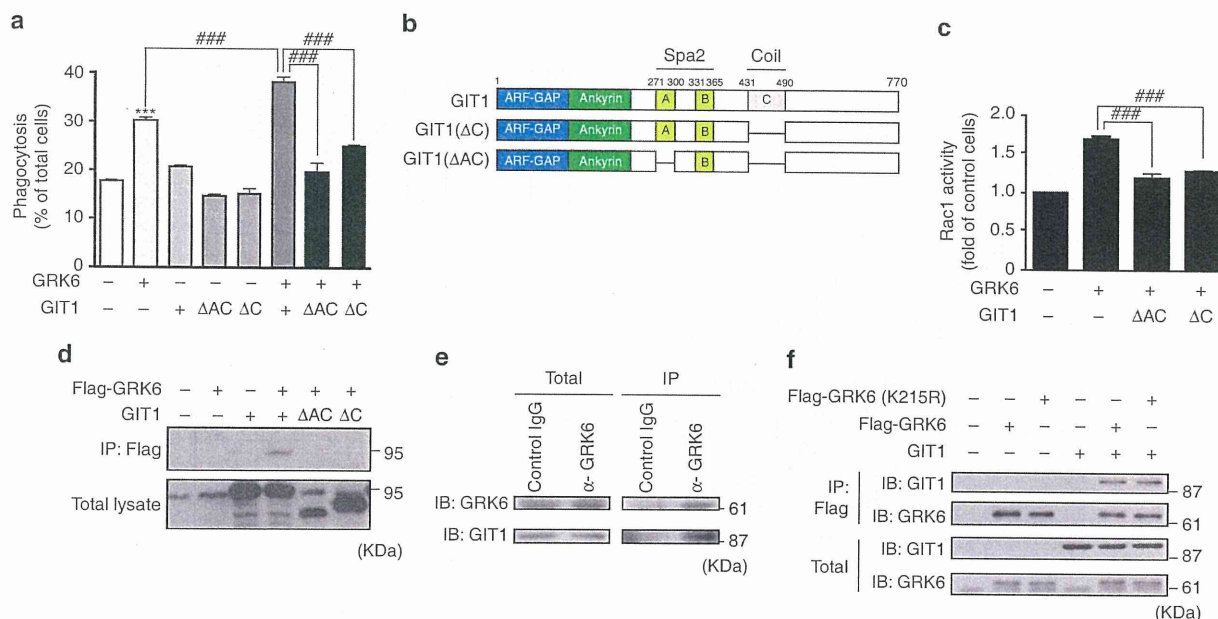 a
###
###
###
***
Phagocytosis
(% of total cells)
40
30
20
10
0
GRK6 – + – – – + + +
GIT1 – – + ΔAC ΔC + ΔAC ΔC
b
Spa2 Coil
1 271 300 331 365 431 490 770
GIT1 ARF-GAP Ankyrin A B C
GIT1(ΔC) ARF-GAP Ankyrin A B
GIT1(ΔAC) ARF-GAP Ankyrin B
c
###
###
Rac1 activity
(fold of control cells)
2.0
1.5
1.0
0.5
0
GRK6 – + + +
GIT1 – – ΔAC ΔC
d
Flag-GRK6 – + – + + +
GIT1 – – + + ΔAC ΔC
IP: Flag 95
Total lysate 95
(KDa)
e
Total IP
Control IgG α- GRK6 Control IgG α- GRK6
IB: GRK6 61
IB: GIT1 87
(KDa)
f
Flag-GRK6 (K215R) – – + – – +
Flag-GRK6 – + – – + –
GIT1 – – – + + +
IP: Flag
IB: GIT1 87
IB: GRK6 61
Total
IB: GIT1 87
IB: GRK6 61
(KDa)